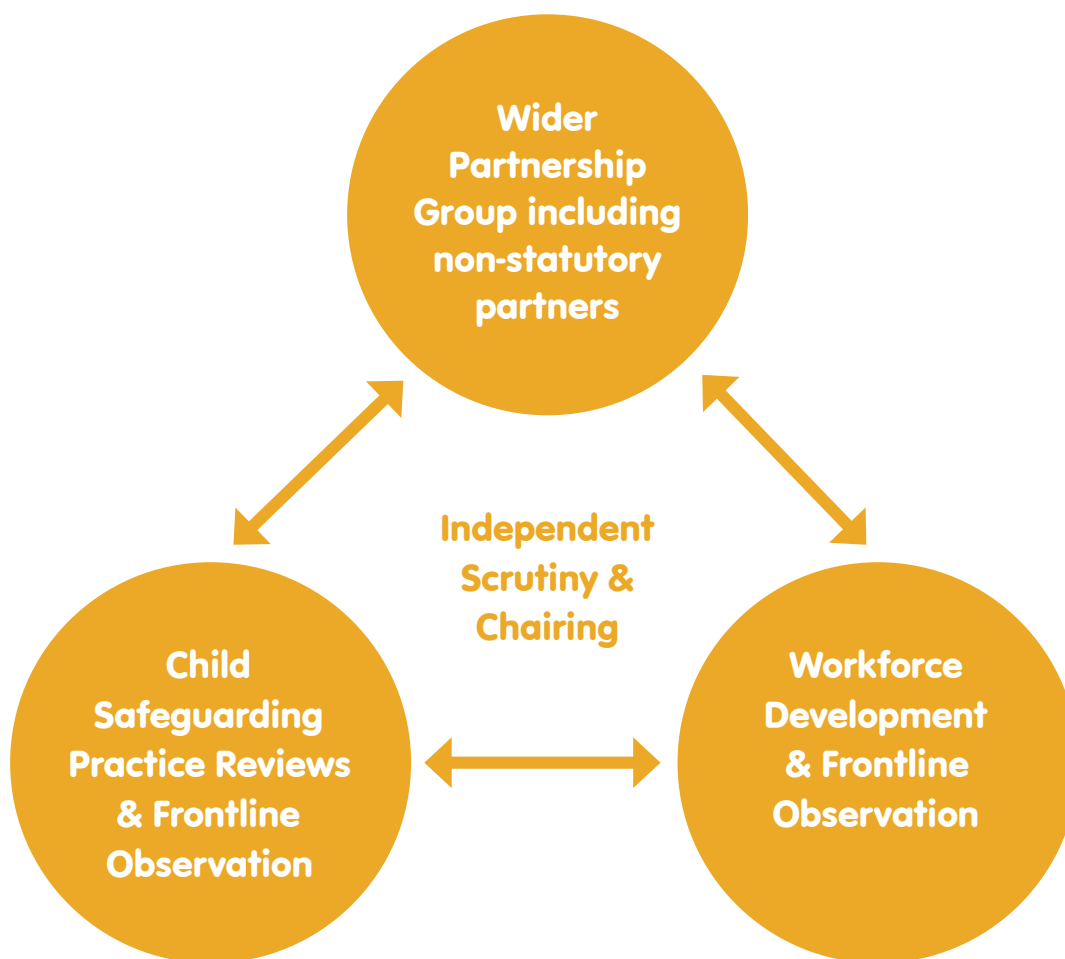 Wider
Partnership
Group including
non-statutory
partners
Independent
Scrutiny &
Chairing
Child
Safeguarding
Practice Reviews
& Frontline
Observation
Workforce
Development
& Frontline
Observation